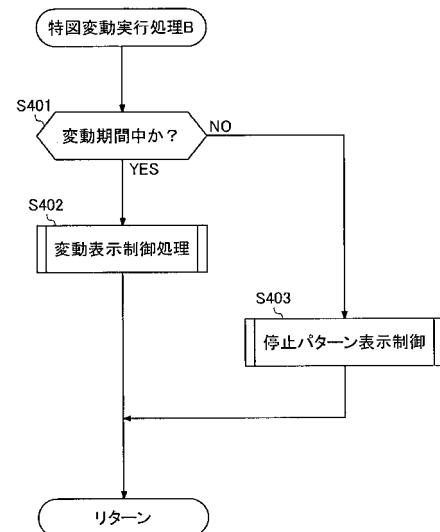 特図変動実行処理B
S401
変動期間中か？
NO
YES
S402
変動表示制御処理
S403
停止パターン表示制御
リターン